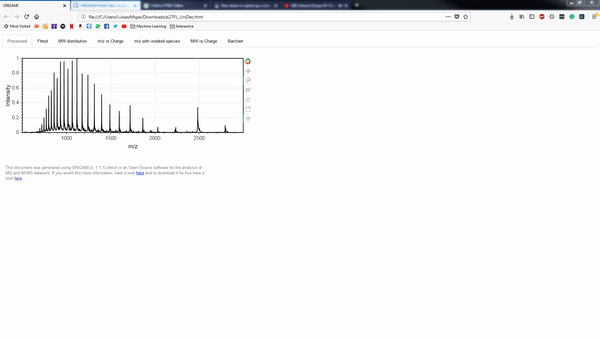 ORIGAMI
file:///C:/Users/Lukasz/Migas/Downloads/p27FL_UniDec.html
Most Visited
Machine Learning
Interactive
Processed Fitted MW distribution m/z vs Charge m/z with isolated species MW vs Charge Barchart
Intensity
1
0.8
0.6
0.4
0.2
0
1000 1500 2000 2500
m/z
This document was generated using ORIGAMI (v. 1.1.1) which is an Open-Source software for the analysis of
MS and IM-MS datasets. If you would like more information, have a look here and to download it for free have a
look here.